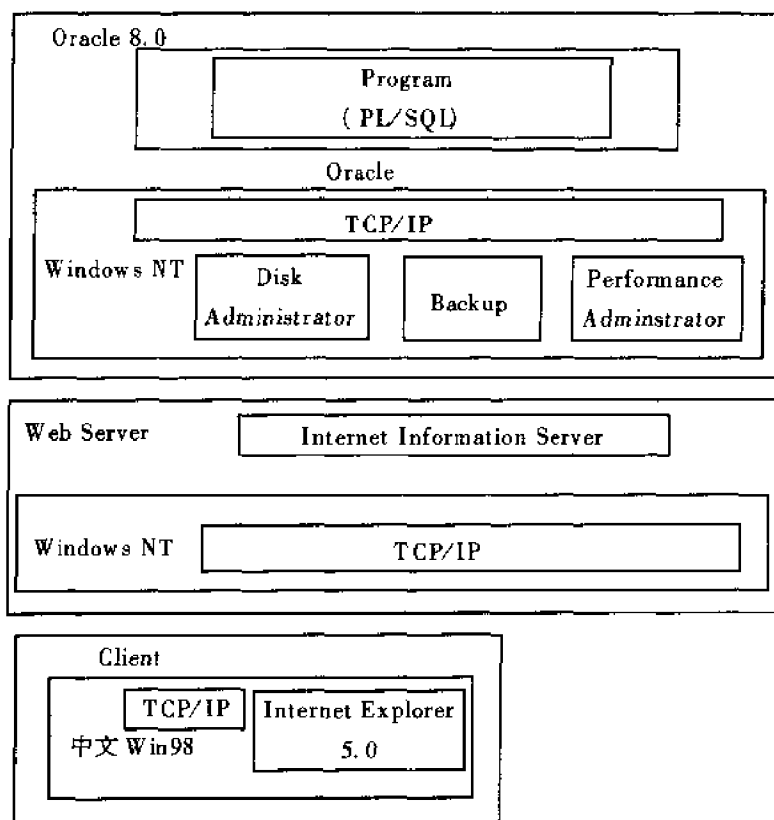 Oracle 8.0
Program
( PL/SQL)
Oracle
TCP/IP
Windows NT
Disk
Administrator
Backup
Performance
Adminstrator
Web Server
Internet Information Server
Windows NT
TCP/IP
Client
TCP/IP
Internet Explorer
5.0
中文 Win98